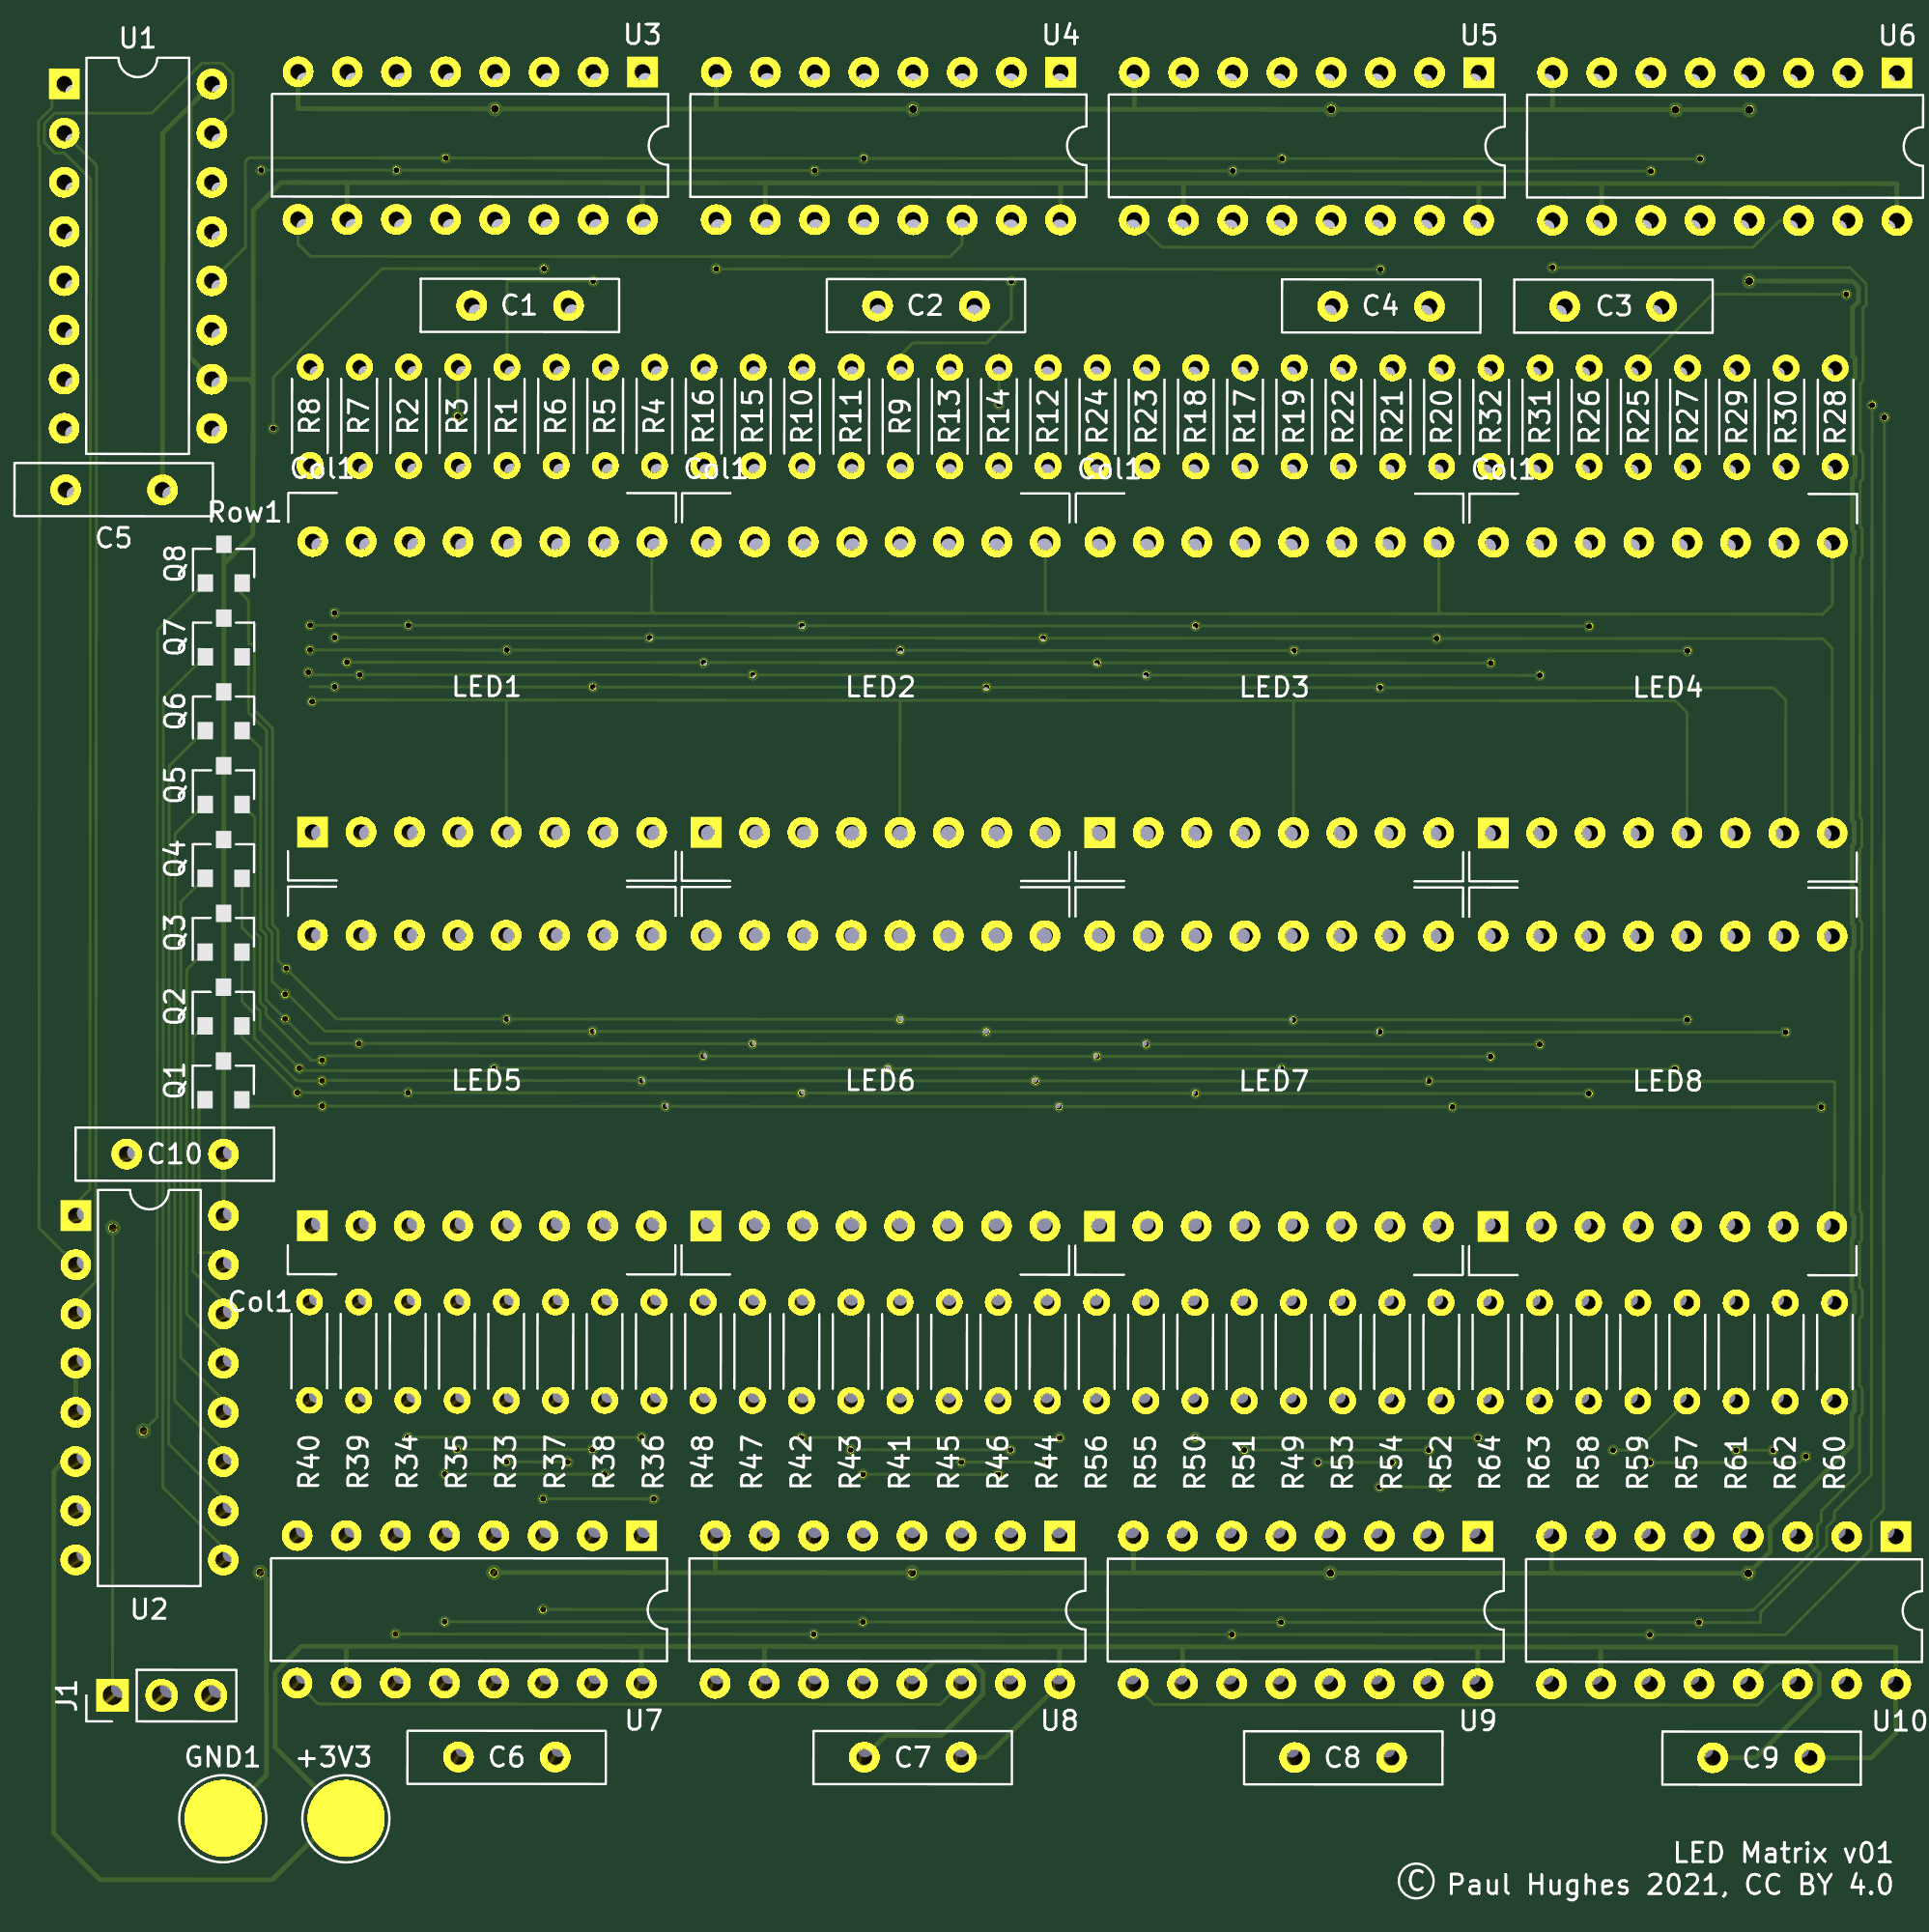 U1
U3
U4
U5
U6
C1
C2
C4
C3
R8 R7 R2 R3 R1 R6 R5 R4 R16 R15 R10 R11 R9 R13 R14 R12 R24 R23 R18 R17 R19 R22 R21 R20 R32 R31 R26 R25 R27 R29 R30 R28
Col1 Col1 Col1 Col1
Row1
C5
Q8
Q7
Q6
LED1 LED2 LED3 LED4
Q5
Q4
Q3
Q2
Q1
LED5 LED6 LED7 LED8
C10
Col1
R40 R39 R34 R35 R33 R37 R38 R36 R48 R47 R42 R43 R41 R45 R46 R44 R56 R55 R50 R51 R49 R53 R54 R52 R64 R63 R58 R59 R57 R61 R62 R60
U2
J1
U7
U8
U9
U10
GND1 +3V3
C6
C7
C8
C9
LED Matrix v01
© Paul Hughes 2021, CC BY 4.0